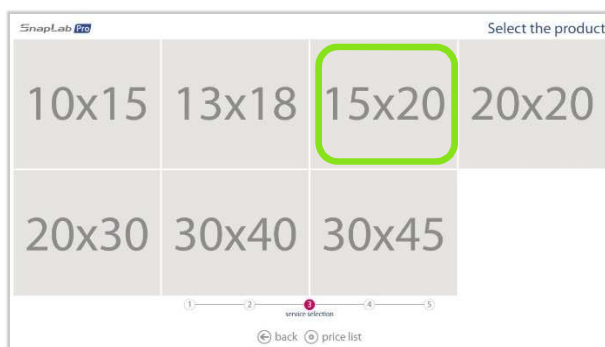 SnapLab Pro
Select the product
10x15 13x18 15x20 20x20
20x30 30x40 30x45
1 2 3 4 5
service selection
back price list